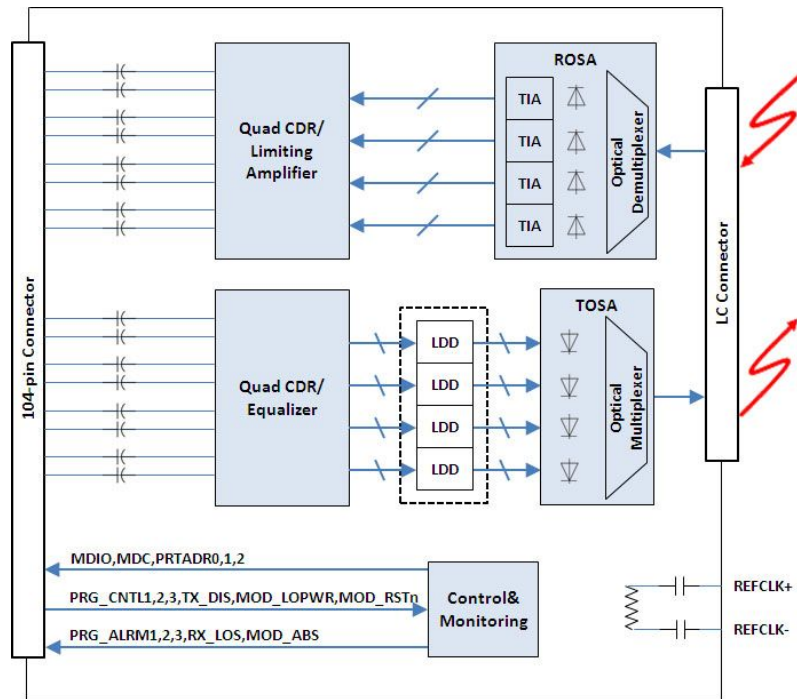 104-pin Connector
Quad CDR/
Limiting
Amplifier
ROSA
TIA
TIA
TIA
TIA
Optical
Demultiplexer
LC Connector
Quad CDR/
Equalizer
LDD
LDD
LDD
LDD
TOSA
Optical
Multiplexer
MDIO,MDC,PRTADR0,1,2
PRG_CNTL1,2,3,TX_DIS,MOD_LOPWR,MOD_RSTn
PRG_ALRM1,2,3,RX_LOS,MOD_ABS
Control&
Monitoring
REFCLK+
REFCLK-